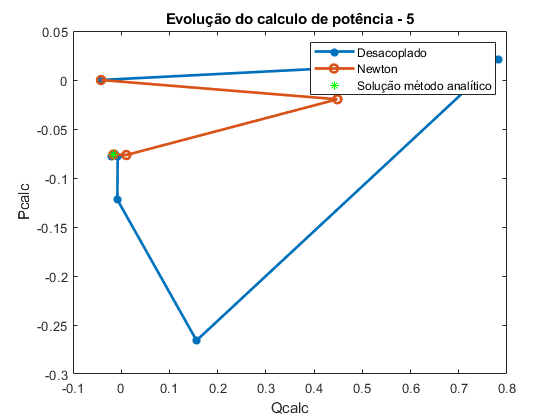 Evolução do calculo de potência - 5
0.05
0
-0.05
-0.1
-0.15
-0.2
-0.25
-0.3
Pcalc
Desacoplado
Newton
Solução método analítico
-0.1 0 0.1 0.2 0.3 0.4 0.5 0.6 0.7 0.8
Qcalc